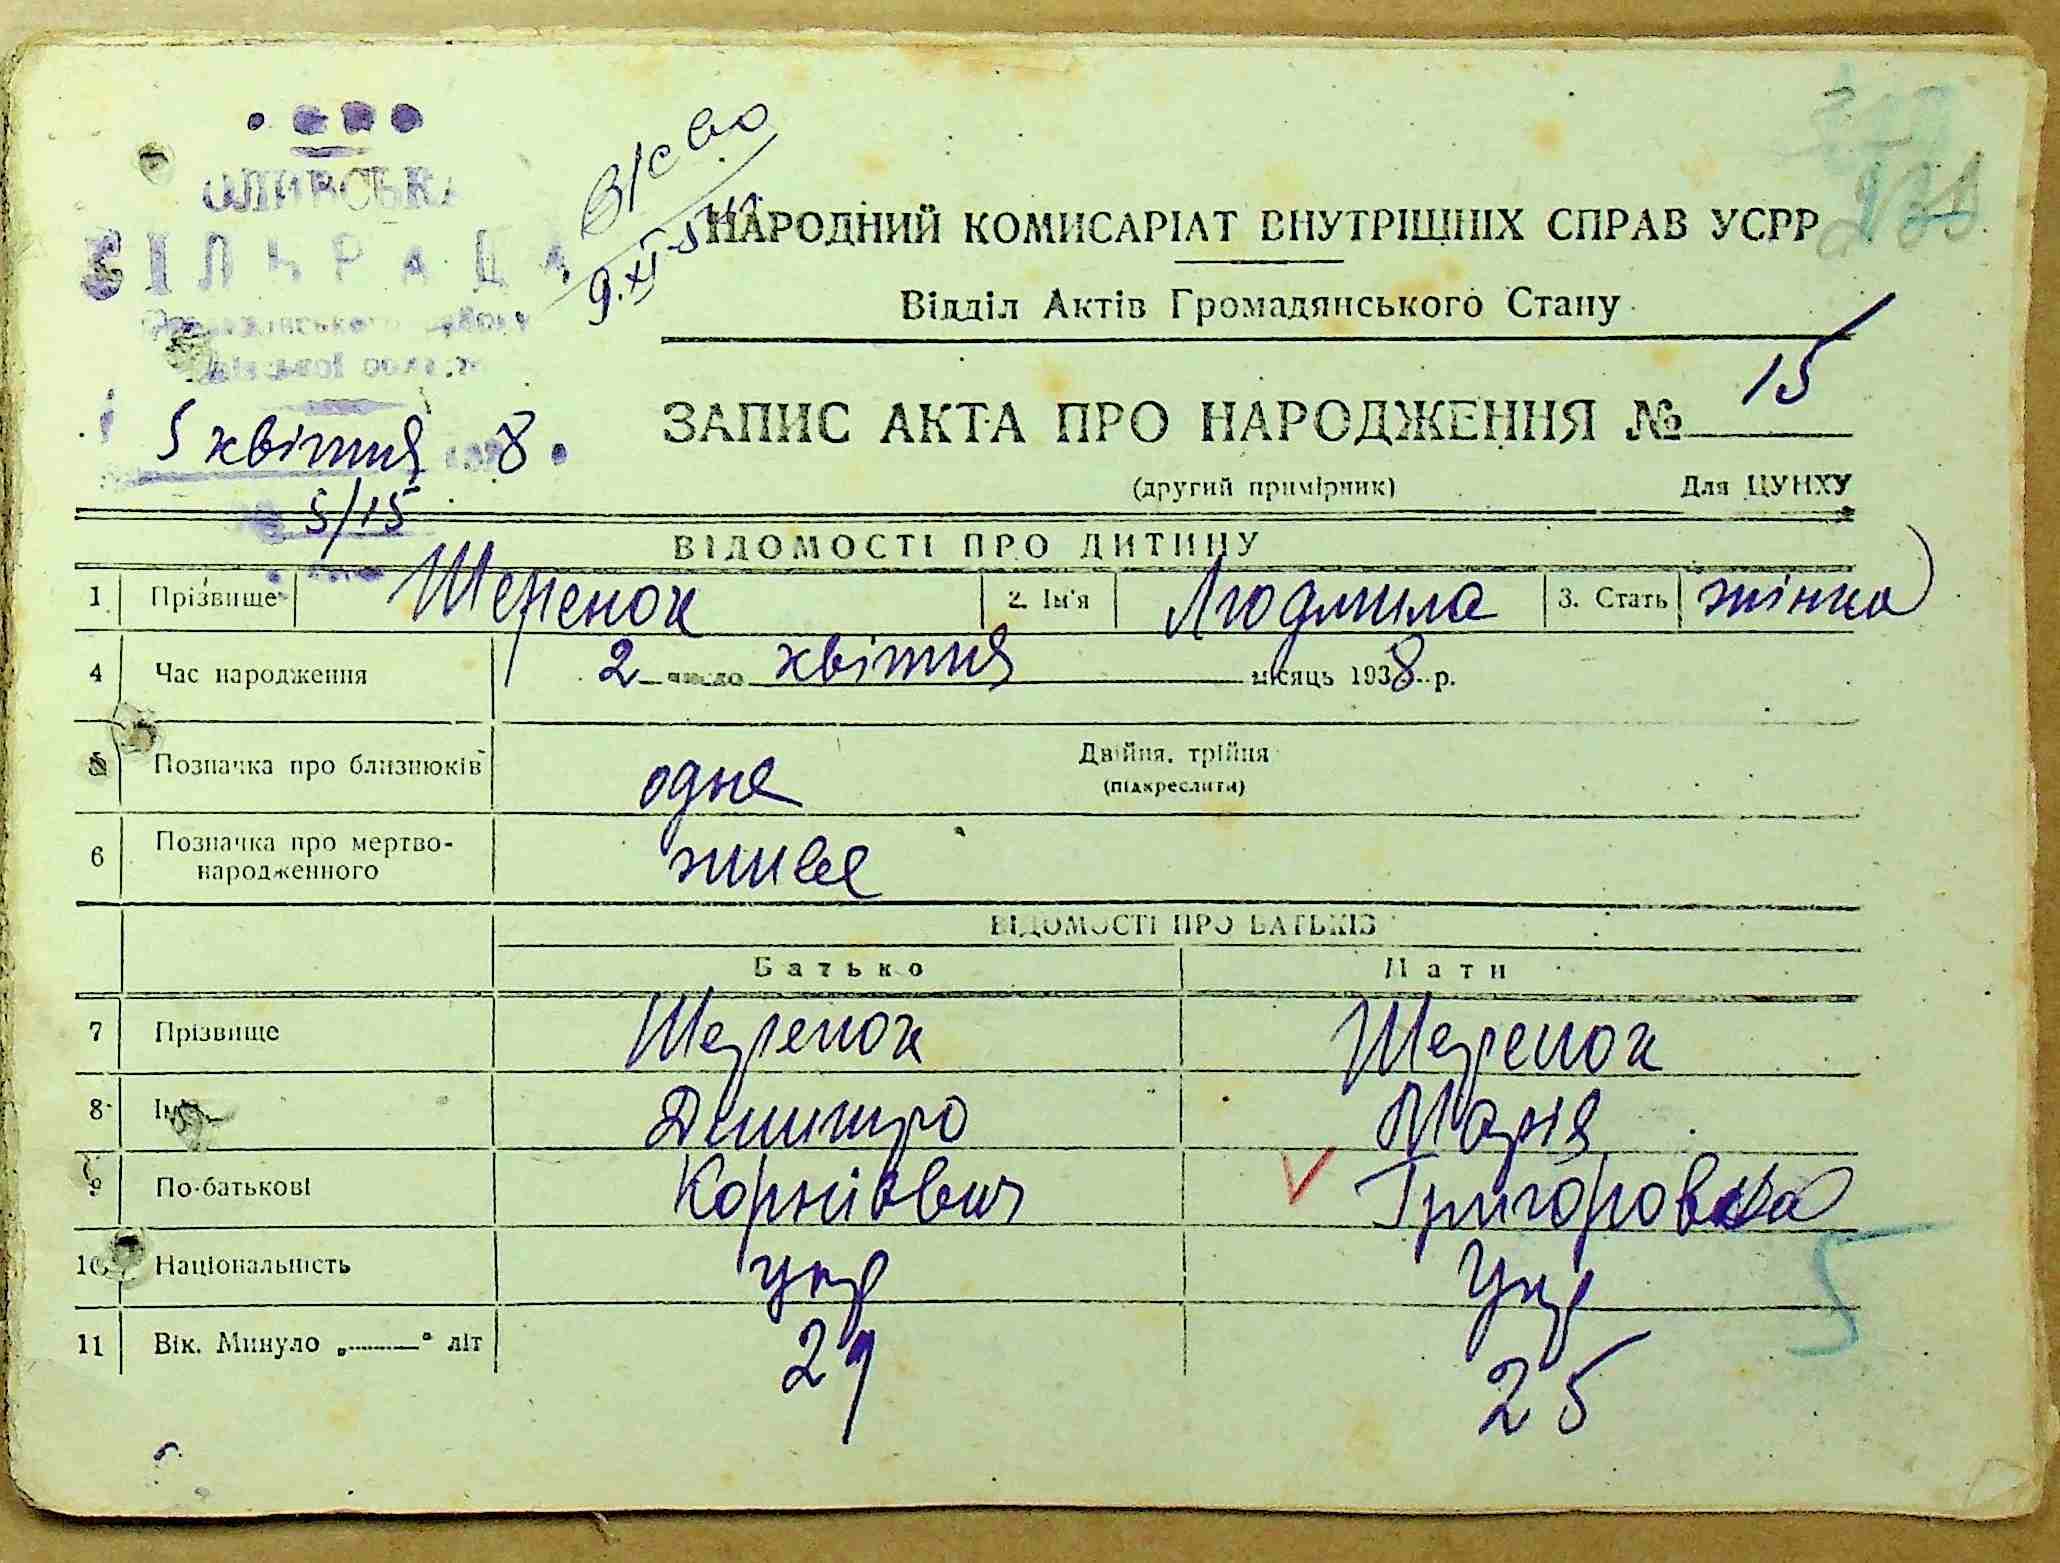 В/с во
9.XI-54
НАРОДНИЙ КОМИСАРІАТ ВНУТРІШНІХ СПРАВ УСРР
Відділ Актів Громадянського Стану
СІЛЬРАДА
ЗАПИС АКТА ПРО НАРОДЖЕННЯ № 15
5 квітня 8
(другий примірник) Для ЦУНХУ
5/15
ВІДОМОСТІ ПРО ДИТИНУ
1 Прізвище Шеренок 2. Ім'я Людмила 3. Стать жінка
4 Час народження 2 число квітня місяць 1938 р.
5 Позначка про близнюків одне Двійня, трійня
(підкреслити)
6 Позначка про мертво-
народженного живе
ВІДОМОСТІ ПРО БАТЬКІВ
Батько Мати
7 Прізвище Шеренок Шеренок
8 Ім'я Дмитро Марія
9 По-батькові Корнієвич Григоровна
10 Національність укр Укр
11 Вік. Минуло „ “ літ 29 25
5